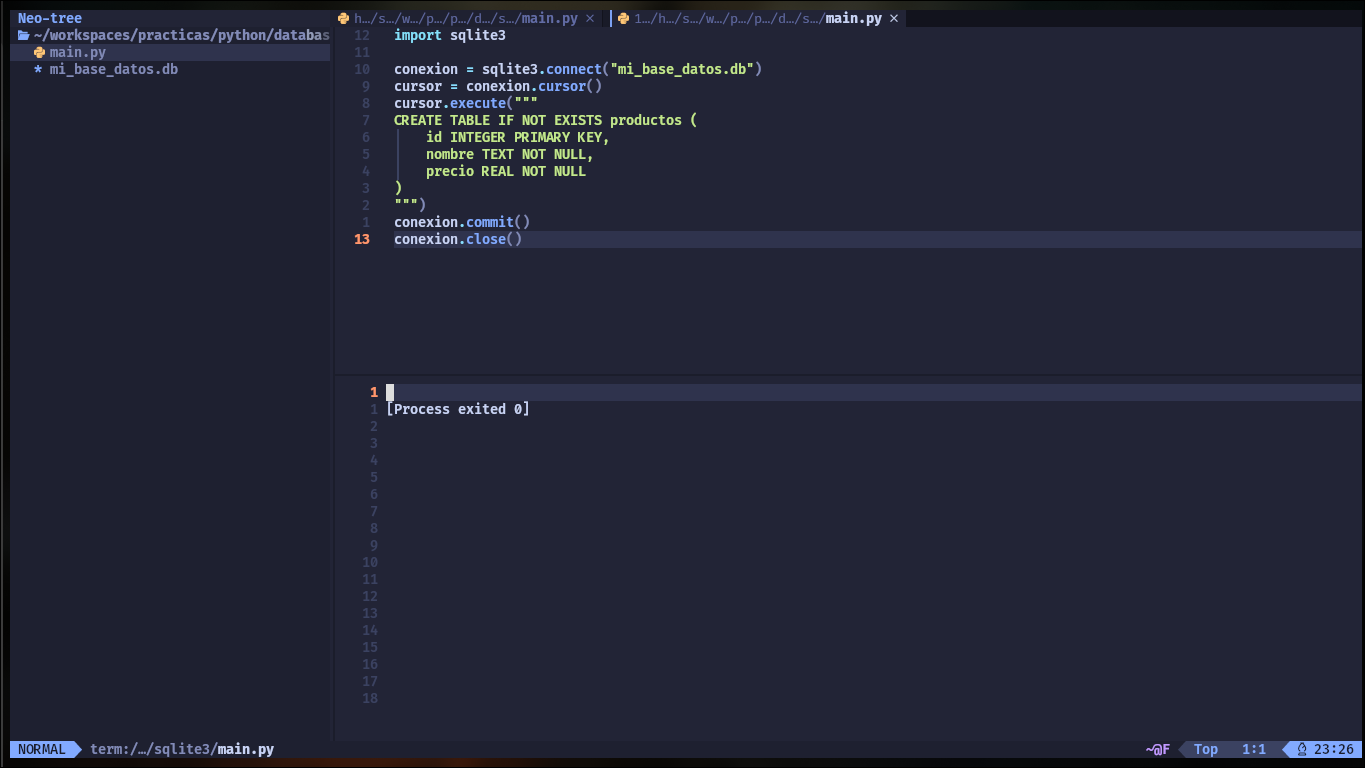 Neo-tree
~/workspaces/practicas/python/databas
main.py
* mi_base_datos.db
h…/s…/w…/p…/p…/d…/s…/main.py ✕ 1…/h…/s…/w…/p…/p…/d…/s…/main.py ✕
12 import sqlite3
11
10 conexion = sqlite3.connect("mi_base_datos.db")
9 cursor = conexion.cursor()
8 cursor.execute("""
7 CREATE TABLE IF NOT EXISTS productos (
6 id INTEGER PRIMARY KEY,
5 nombre TEXT NOT NULL,
4 precio REAL NOT NULL
3 )
2 """)
1 conexion.commit()
13 conexion.close()
1
1 [Process exited 0]
2
3
4
5
6
7
8
9
10
11
12
13
14
15
16
17
18
NORMAL term:/…/sqlite3/main.py ~@F Top 1:1 23:26